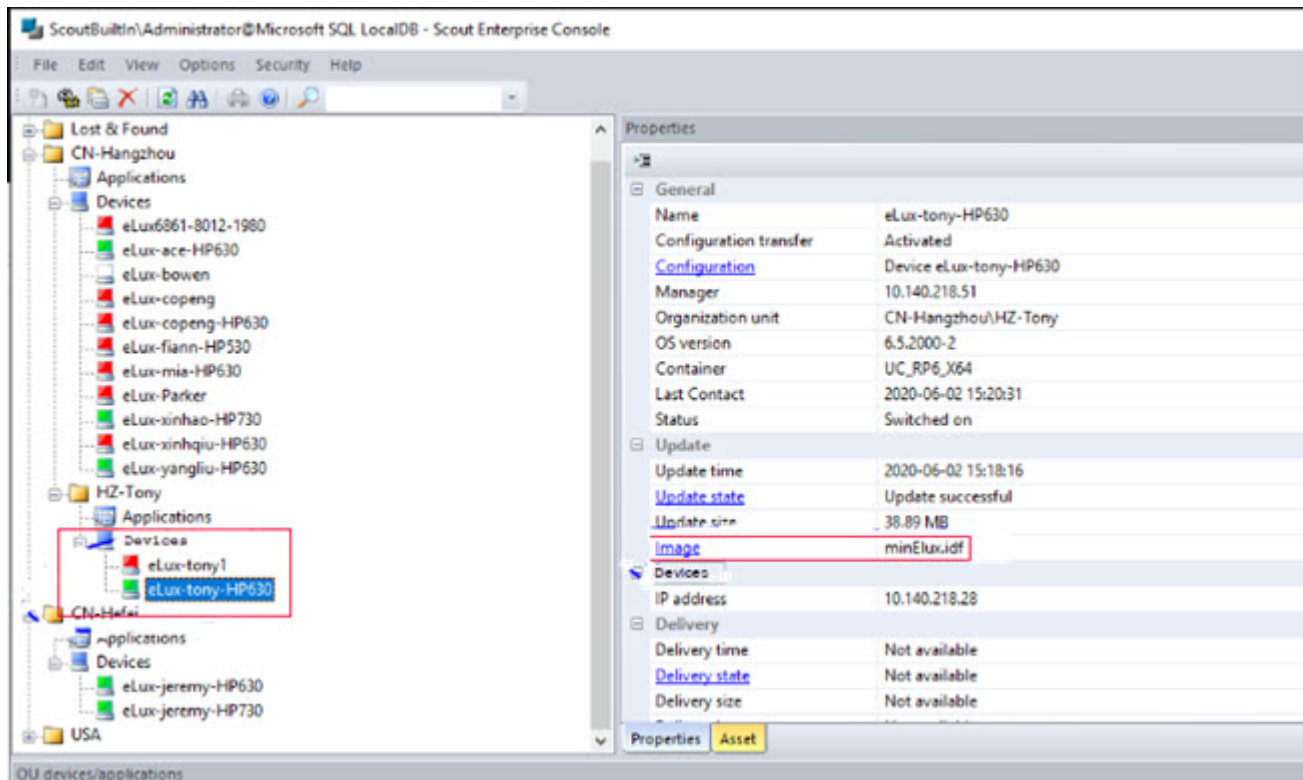 ScoutBuiltIn\Administrator@Microsoft SQL LocalDB - Scout Enterprise Console
File Edit View Options Security Help
Lost & Found
CN-Hangzhou
Applications
Devices
eLux6861-8012-1980
eLux-ace-HP630
eLux-bowen
eLux-copeng
eLux-copeng-HP630
eLux-fiann-HP530
eLux-mia-HP630
eLux-Parker
eLux-xinhao-HP730
eLux-xinhqiu-HP630
eLux-yangliu-HP630
HZ-Tony
Applications
Devices
eLux-tony1
eLux-tony-HP630
CN-Hefei
Applications
Devices
eLux-jeremy-HP630
eLux-jeremy-HP730
USA
Properties
General
Name eLux-tony-HP630
Configuration transfer Activated
Configuration Device eLux-tony-HP630
Manager 10.140.218.51
Organization unit CN-Hangzhou\HZ-Tony
OS version 6.5.2000-2
Container UC_RP6_X64
Last Contact 2020-06-02 15:20:31
Status Switched on
Update
Update time 2020-06-02 15:18:16
Update state Update successful
Update size 38.89 MB
Image minElux.idf
Devices
IP address 10.140.218.28
Delivery
Delivery time Not available
Delivery state Not available
Delivery size Not available
Properties Asset
OU devices/applications